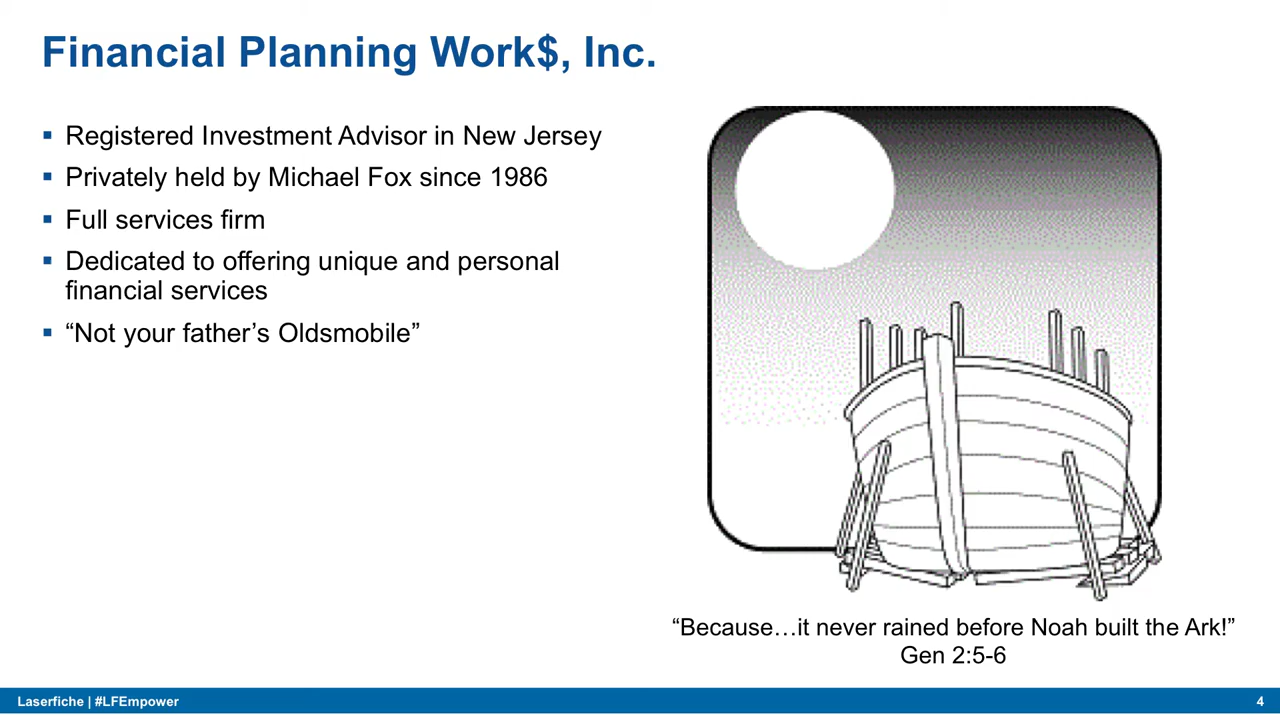 Financial Planning Work$, Inc.
▪ Registered Investment Advisor in New Jersey
▪ Privately held by Michael Fox since 1986
▪ Full services firm
▪ Dedicated to offering unique and personal
financial services
▪ “Not your father’s Oldsmobile”
“Because…it never rained before Noah built the Ark!”
Gen 2:5-6
Laserfiche | #LFEmpower
4